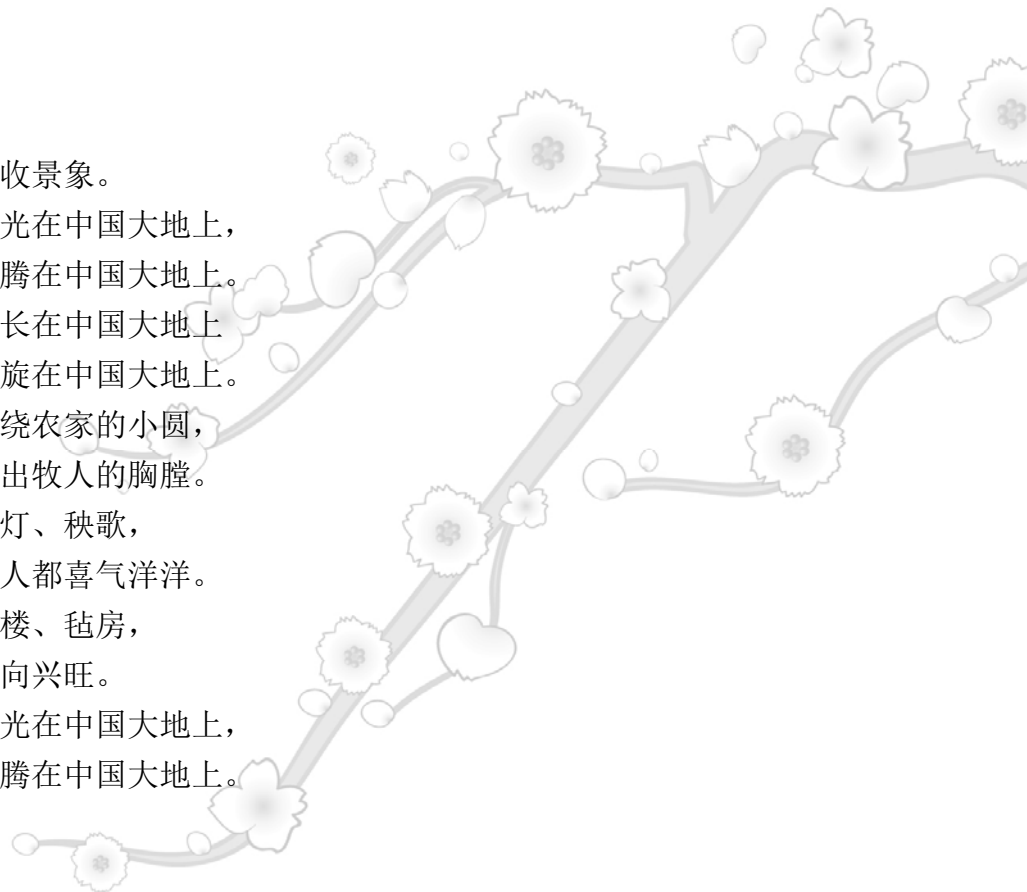 收景象。
光在中国大地上，
腾在中国大地上。
长在中国大地上
旋在中国大地上。
绕农家的小圆，
出牧人的胸膛。
灯、秧歌，
人都喜气洋洋。
楼、毡房，
向兴旺。
光在中国大地上，
腾在中国大地上。